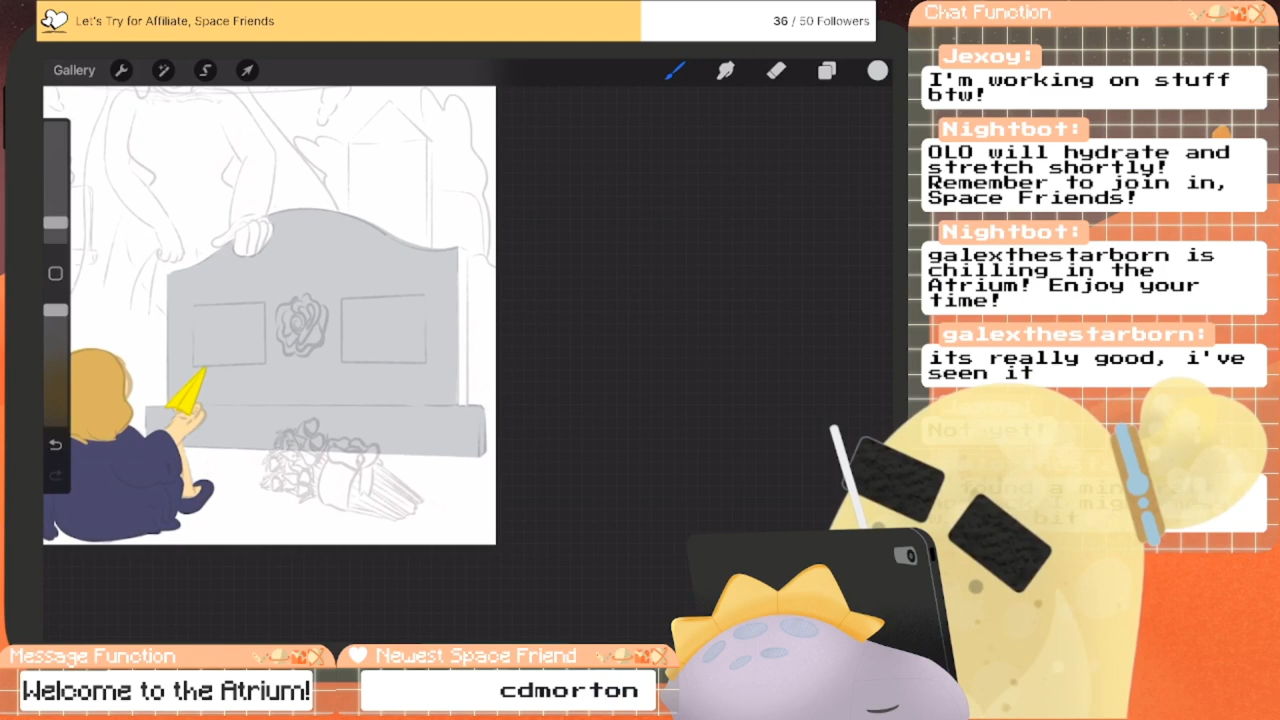 Let's Try for Affiliate, Space Friends
36 / 50 Followers
Gallery
Chat Function
Jexoy:
I'm working on stuff
btw!
Nightbot:
OLO will hydrate and
stretch shortly!
Remember to join in,
Space Friends!
Nightbot:
galexthestarborn is
chilling in the
Atrium! Enjoy your
time!
galexthestarborn:
its really good, i've
seen it
Not yet!
Message Function
Welcome to the Atrium!
Newest Space Friend
cdmorton